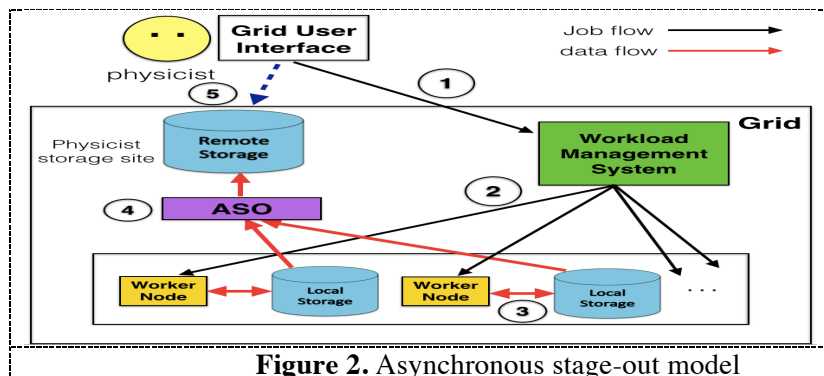 Grid User
Interface
physicist
Job flow
data flow
1
5
Grid
Physicist
storage site
Remote
Storage
Workload
Management
System
2
4
ASO
Worker
Node
Local
Storage
Worker
Node
Local
Storage
3
...
Figure 2. Asynchronous stage-out model